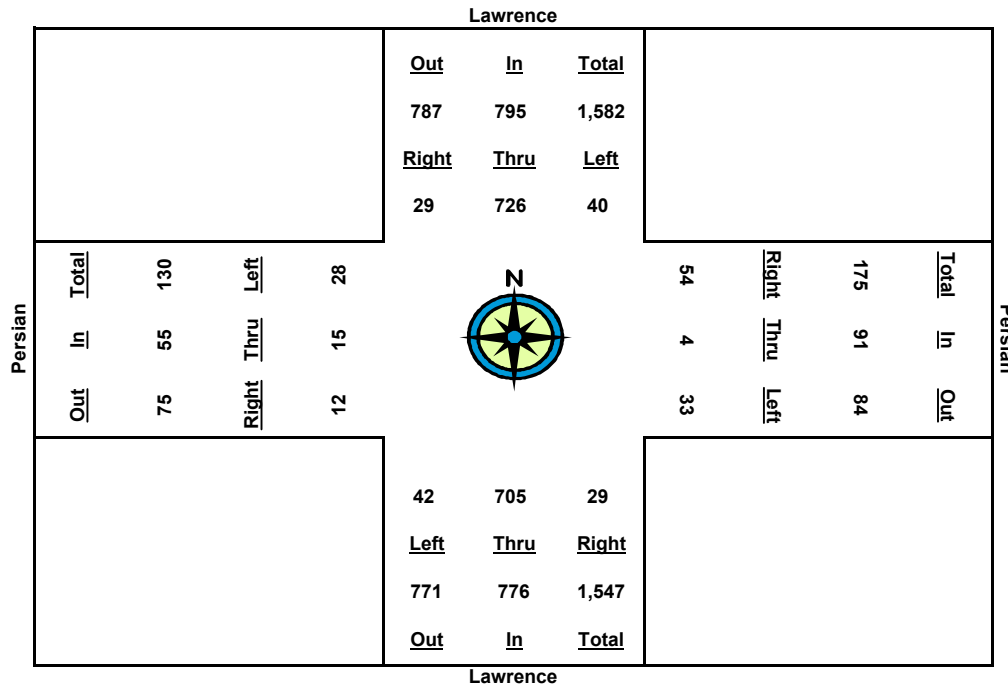 Lawrence
Out In Total
787 795 1,582
Right Thru Left
29 726 40
Persian
Total 130 Left 28
In 55 Thru 15
Out 75 Right 12
N
54 Right 175 Total
4 Thru 91 In
33 Left 84 Out
Persian
42 705 29
Left Thru Right
771 776 1,547
Out In Total
Lawrence